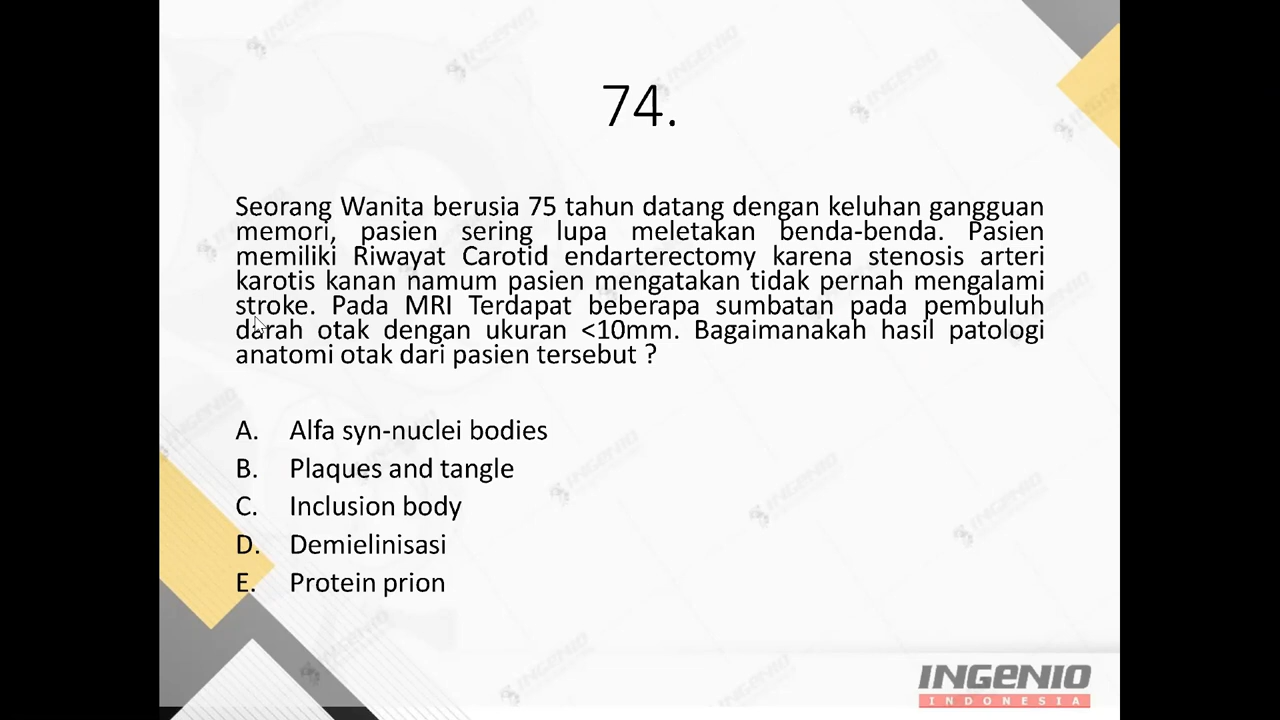 74.
Seorang Wanita berusia 75 tahun datang dengan keluhan gangguan
memori, pasien sering lupa meletakan benda-benda. Pasien
memiliki Riwayat Carotid endarterectomy karena stenosis arteri
karotis kanan namum pasien mengatakan tidak pernah mengalami
stroke. Pada MRI Terdapat beberapa sumbatan pada pembuluh
darah otak dengan ukuran <10mm. Bagaimanakah hasil patologi
anatomi otak dari pasien tersebut ?
A. Alfa syn-nuclei bodies
B. Plaques and tangle
C. Inclusion body
D. Demielinisasi
E. Protein prion
INGENIO
INDONESIA